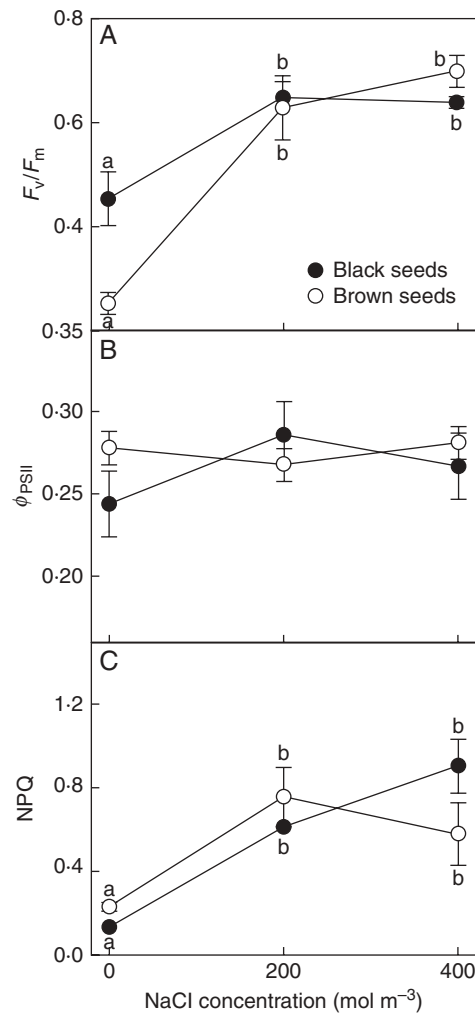 A
0·8
0·6
0·4
Fv/Fm
a
a
b
b
b
b
Black seeds
Brown seeds
B
0·35
0·30
0·25
0·20
ϕPSII
C
1·2
0·8
0·4
0·0
NPQ
a
a
b
b
b
b
0 200 400
NaCl concentration (mol m⁻³)